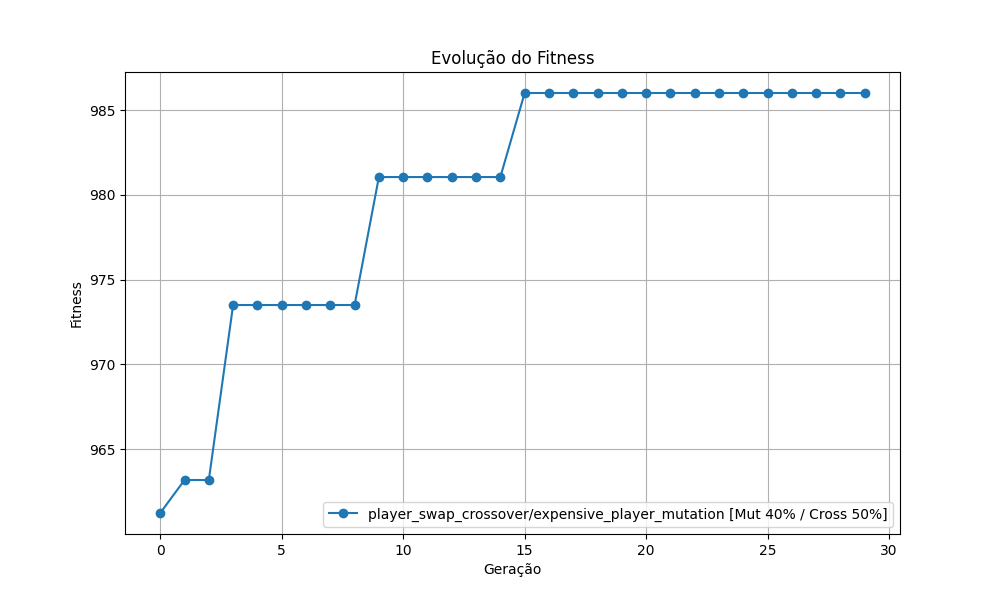 Evolução do Fitness
Fitness
985
980
975
970
965
0 5 10 15 20 25 30
Geração
player_swap_crossover/expensive_player_mutation [Mut 40% / Cross 50%]